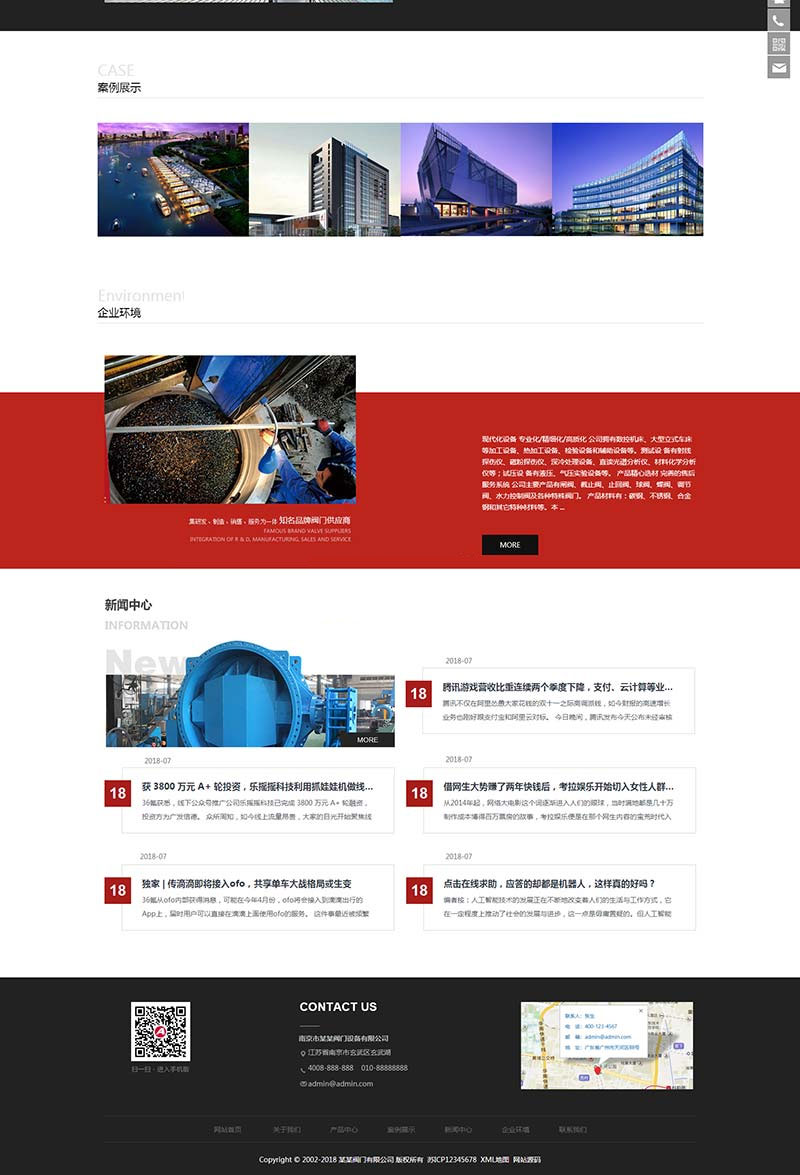 CASE
案例展示
Environment
企业环境
现代化设备 专业化/精细化/高质化 公司拥有数控机床、大型立式车床
等加工设备、热加工设备、检验设备和辅助设备等。测试设 备有射线
探伤仪、磁粉探伤仪、深冷处理设备、直读光谱分析仪、材料化学分析
仪等；试压设 备有液压、气压实验设备等。 产品精心选材 完善的售后
服务系统 公司主要产品有闸阀、截止阀、止回阀、球阀、蝶阀、调节
阀、水力控制阀及各种特殊阀门。 产品材料有：碳钢、不锈钢、合金
钢和其它特种材料等。本 ...
MORE
集研发、制造、销售、服务为一体 知名品牌阀门供应商
FAMOUS BRAND VALVE SUPPLIERS
INTEGRATION OF R & D, MANUFACTURING, SALES AND SERVICE
新闻中心
INFORMATION
New
MORE
2018-07
18
腾讯游戏营收比重连续两个季度下降，支付、云计算等业...
腾讯不仅在阿里怂恿大家花钱的双十一之际商调派钱，如今财报的高速增长
业务也刚好跟支付宝和阿里云对标。 今日晚间，腾讯发布今天公布未经审核
2018-07
18
获 3800 万元 A+ 轮投资，乐摇摇科技利用抓娃娃机做线...
36氪获悉，线下公众号推广公司乐摇摇科技已完成 3800 万元 A+ 轮融资，
投资方为广发信德。 众所周知，如今线上流量昂贵，大家的目光开始聚焦线
2018-07
18
借网生大势赚了两年快钱后，考拉娱乐开始切入女性人群...
从2014年起，网络大电影这个词逐渐进入人们的眼球，当时满地都是几十万
制作成本博得百万票房的故事，考拉娱乐便是在那个网生内容的蛮荒时代入
2018-07
18
独家 | 传滴滴即将接入ofo，共享单车大战格局或生变
36氪从ofo内部获得消息，可能在今年4月份，ofo将会接入到滴滴出行的
App上，届时用户可以直接在滴滴上面使用ofo的服务。 这件事最近被频繁
2018-07
18
点击在线求助，应答的却都是机器人，这样真的好吗？
编者按：人工智能技术的发展正在不断地改变着人们的生活与工作方式，它
在一定程度上推动了社会的发展与进步，这一点是毋庸置疑的。但人工智能
扫一扫 · 进入手机版
CONTACT US
南京市某某阀门设备有限公司
江苏省南京市玄武区玄武湖
4008-888-888 010-88888888
admin@admin.com
联系人：张生
电 话：400-123-4567
邮 箱：admin@admin.com
地 址：广东省广州市天河区88号
网站首页
关于我们
产品中心
案例展示
新闻中心
企业环境
联系我们
Copyright © 2002-2018 某某阀门有限公司 版权所有 苏ICP12345678 XML地图 网站源码